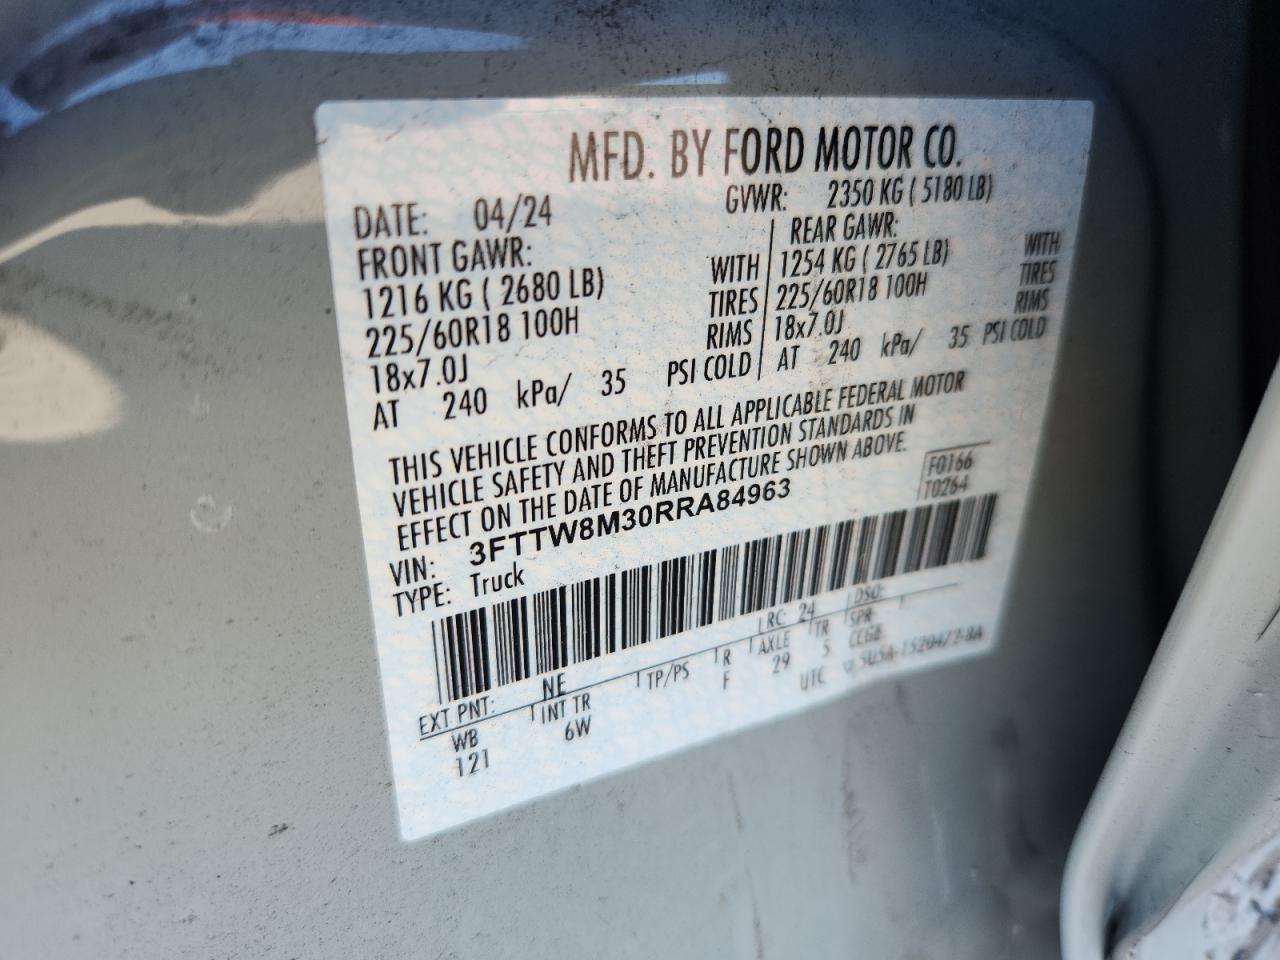 MFD. BY FORD MOTOR CO.
DATE: 04/24
GVWR: 2350 KG ( 5180 LB)
FRONT GAWR:
1216 KG ( 2680 LB)
225/60R18 100H
18x7.0J
AT 240 kPa/ 35 PSI COLD
WITH
TIRES
RIMS
REAR GAWR:
1254 KG ( 2765 LB)
225/60R18 100H
18x7.0J
AT 240 kPa/ 35 PSI COLD
WITH
TIRES
RIMS
THIS VEHICLE CONFORMS TO ALL APPLICABLE FEDERAL MOTOR
VEHICLE SAFETY AND THEFT PREVENTION STANDARDS IN
EFFECT ON THE DATE OF MANUFACTURE SHOWN ABOVE.
F0166
T0264
VIN: 3FTTW8M30RRA84963
TYPE: Truck
EXT PNT: NE RC: 24 DSO:
WB INT TR TP/PS R AXLE TR SPR
121 6W F 29 5 CCG8
UTC